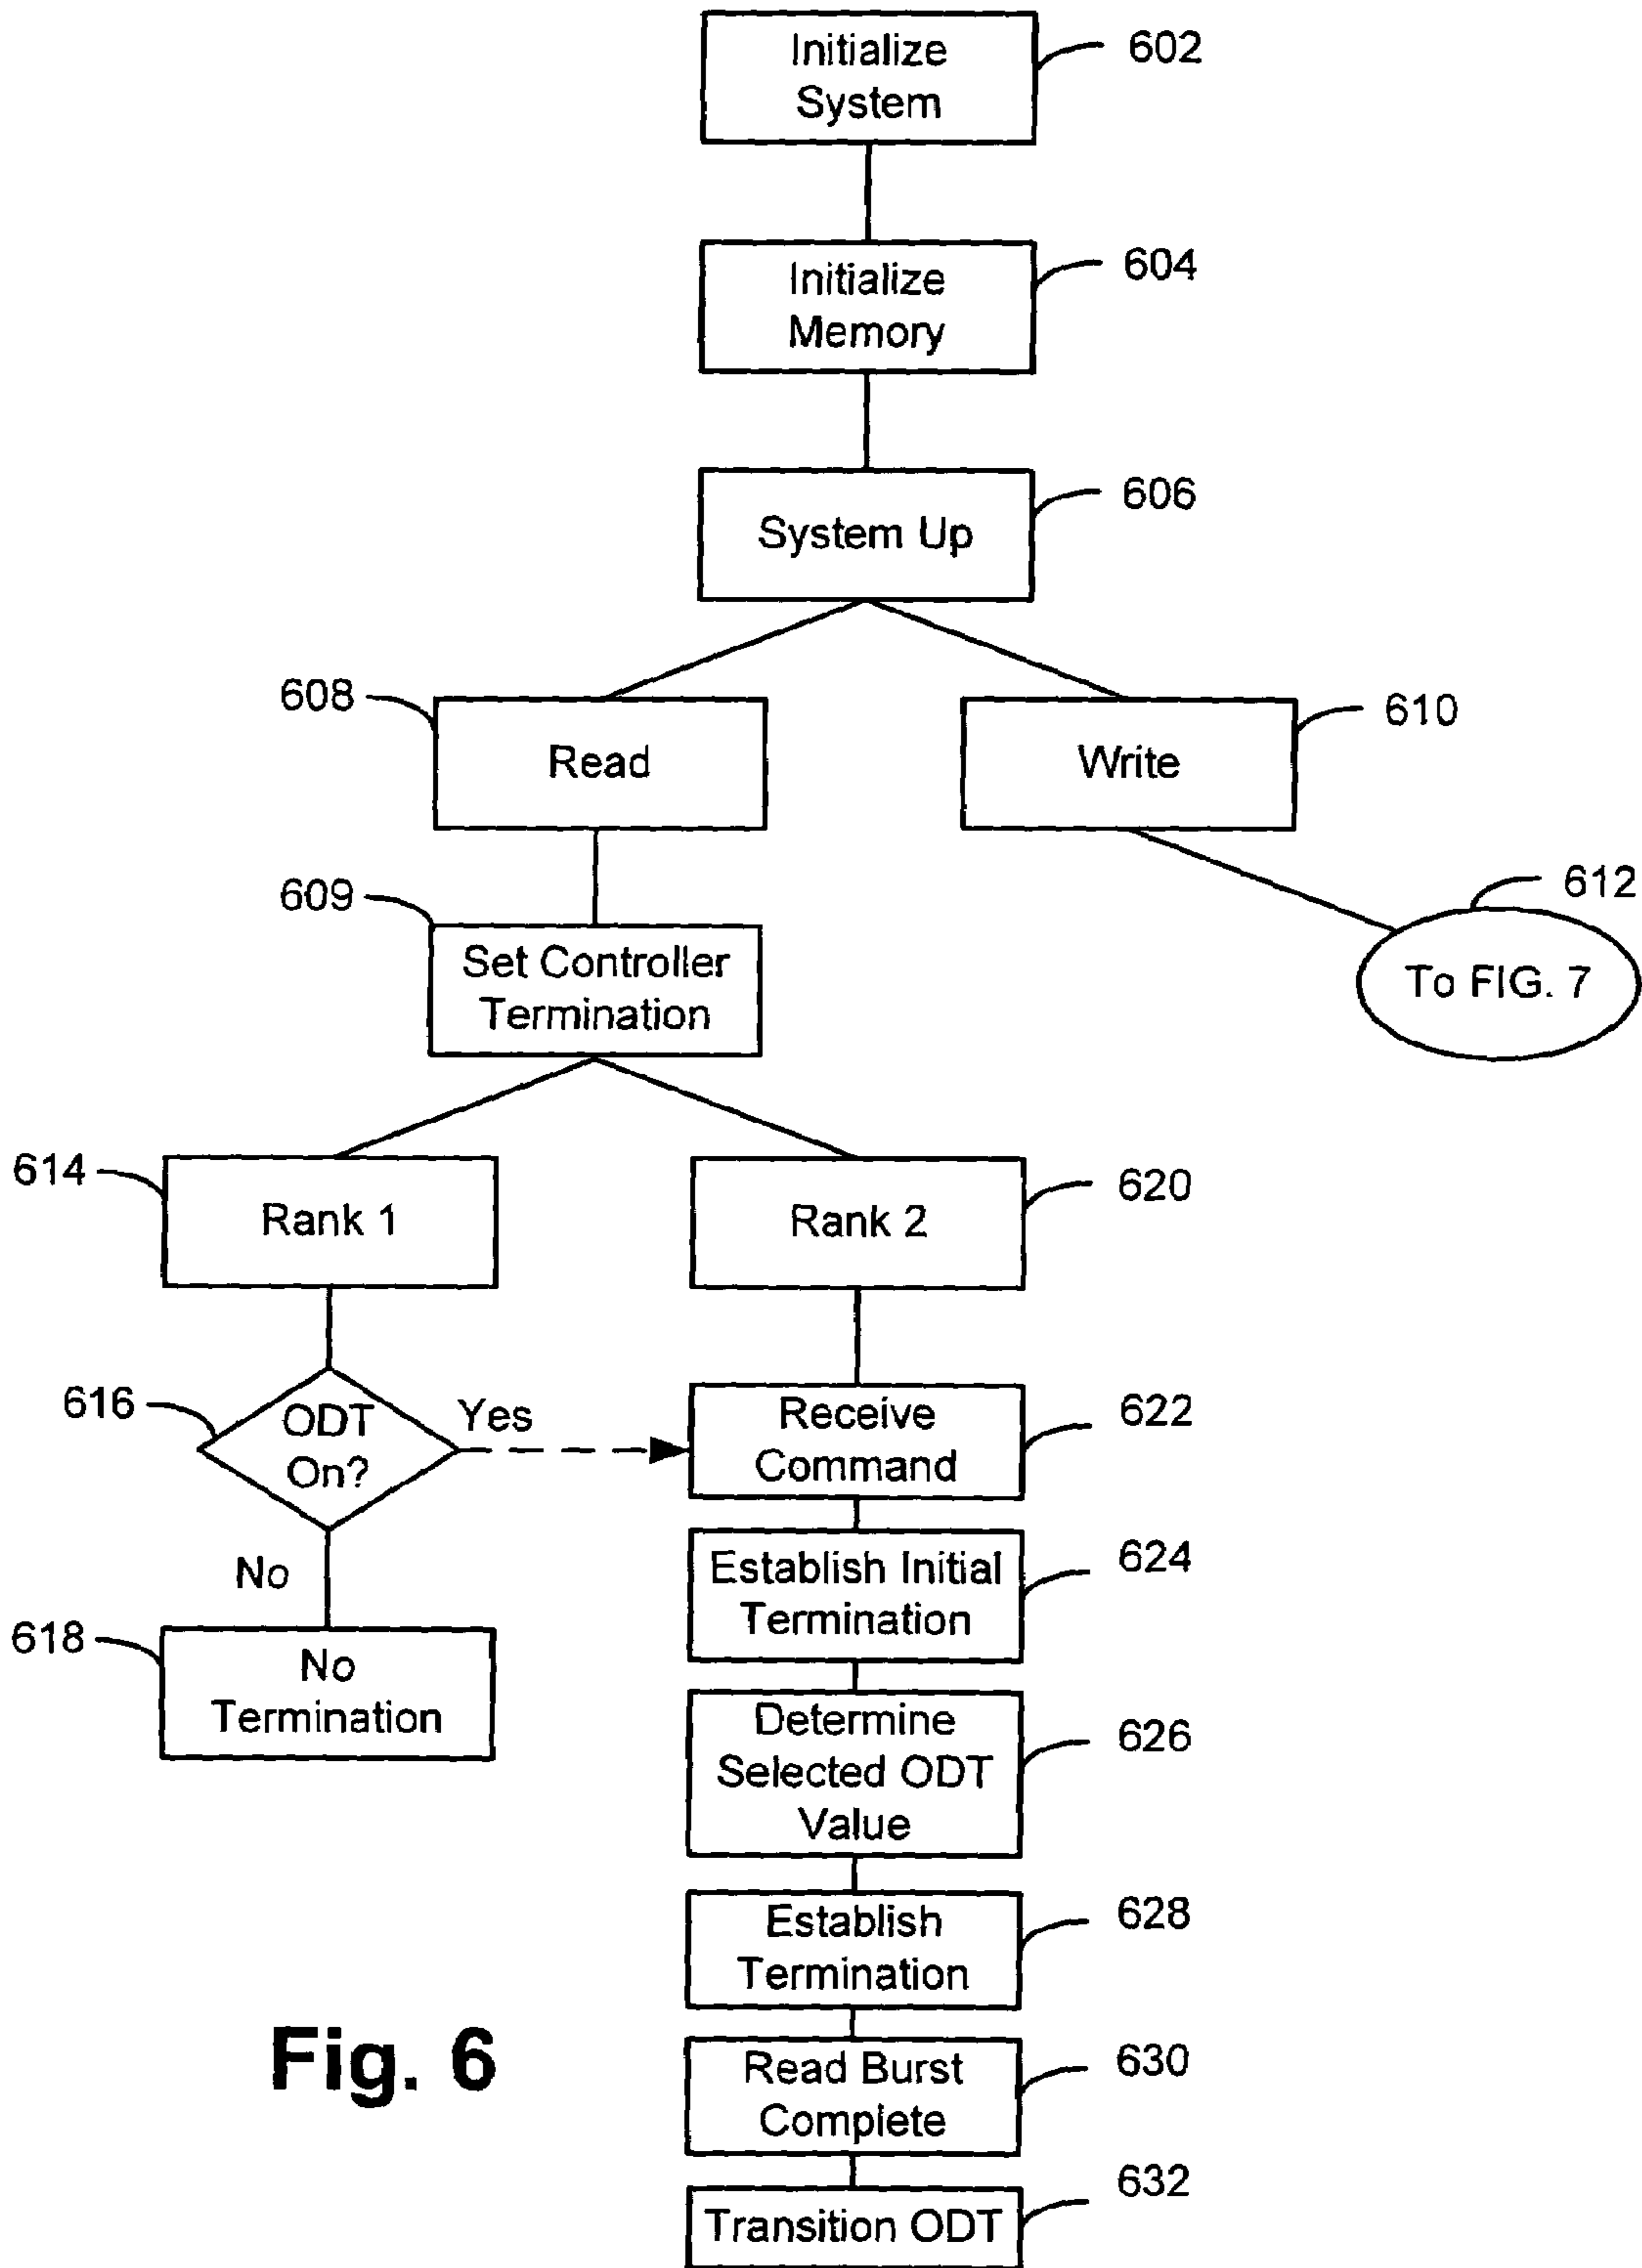 Initialize
System
602
Initialize
Memory
604
System Up
606
608
Read
Write
610
609
Set Controller
Termination
612
To FIG. 7
614
Rank 1
Rank 2
620
616
ODT
On?
Yes
Receive
Command
622
No
Establish Initial
Termination
624
618
No
Termination
Determine
Selected ODT
Value
626
Establish
Termination
628
Fig. 6
Read Burst
Complete
630
Transition ODT
632